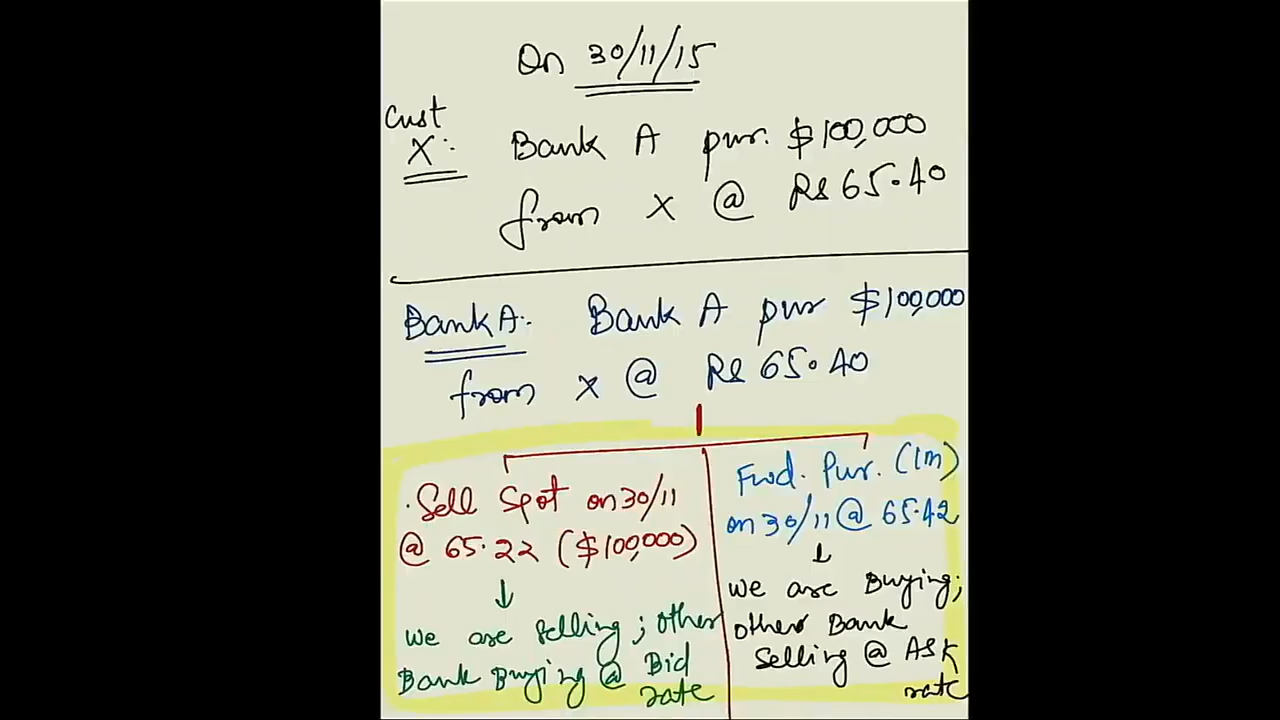 On 30/11/15
Cust
X:- Bank A pur. $100,000
from X @ Rs 65.40
Bank A:- Bank A pur $100,000
from X @ Rs 65.40
. Sell Spot on 30/11
@ 65.22 ($100,000)
↓
we are selling; other
Bank Buying @ Bid
rate
Fwd. Pur. (1m)
on 30/11 @ 65.42
↓
we are Buying;
other Bank
Selling @ ASK
rate